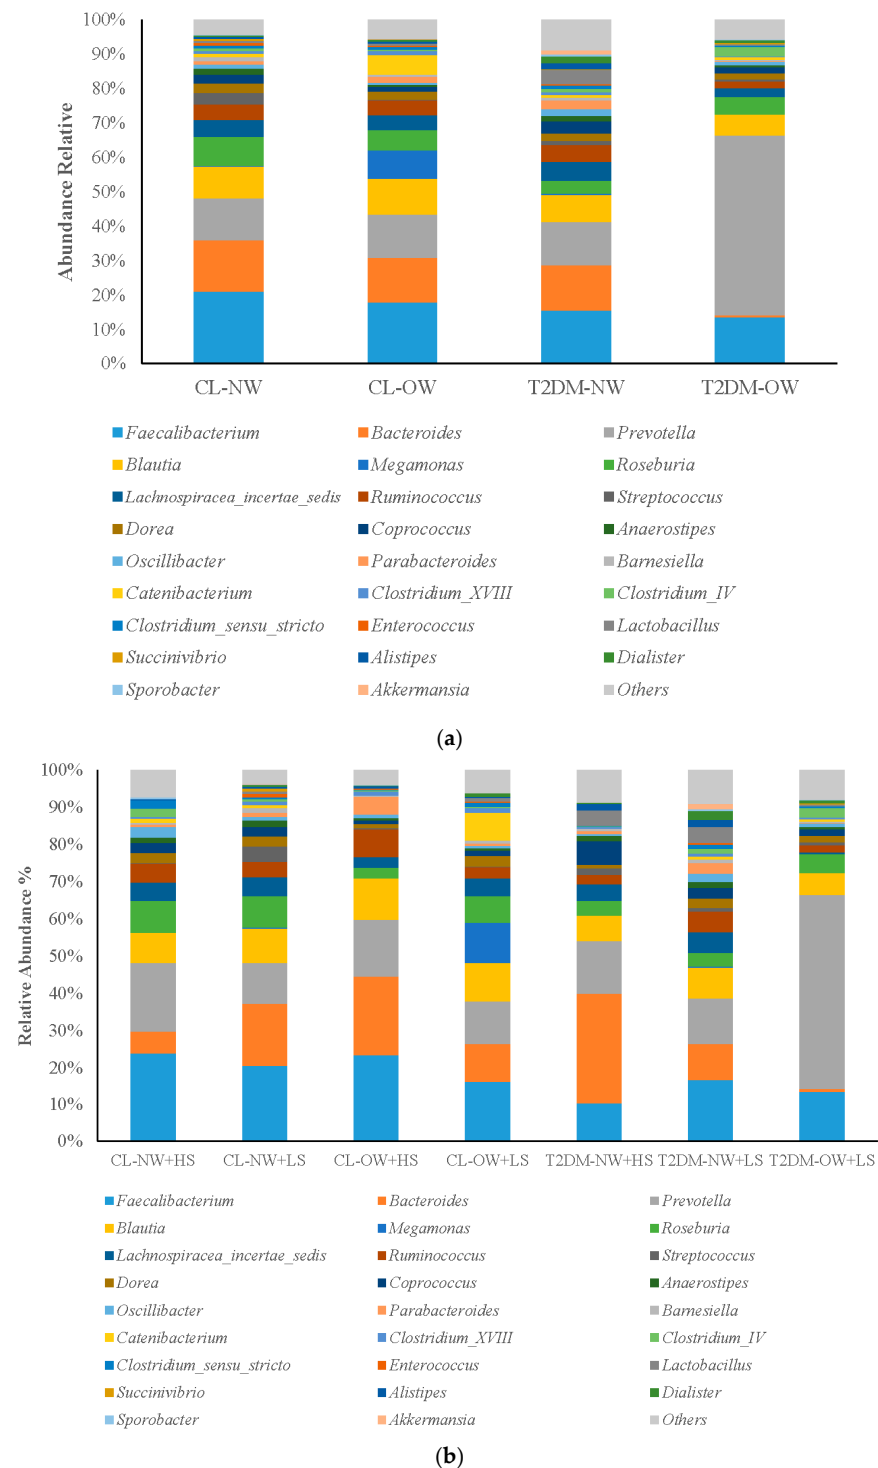 100%
90%
80%
70%
60%
50%
40%
30%
20%
10%
0%
Abundance Relative
CL-NW CL-OW T2DM-NW T2DM-OW
Faecalibacterium Bacteroides Prevotella
Blautia Megamonas Roseburia
Lachnospiracea_incertae_sedis Ruminococcus Streptococcus
Dorea Coprococcus Anaerostipes
Oscillibacter Parabacteroides Barnesiella
Catenibacterium Clostridium_XVIII Clostridium_IV
Clostridium_sensu_stricto Enterococcus Lactobacillus
Succinivibrio Alistipes Dialister
Sporobacter Akkermansia Others
(a)
100%
90%
80%
70%
60%
50%
40%
30%
20%
10%
0%
Relative Abundance %
CL-NW+HS CL-NW+LS CL-OW+HS CL-OW+LS T2DM-NW+HS T2DM-NW+LS T2DM-OW+LS
Faecalibacterium Bacteroides Prevotella
Blautia Megamonas Roseburia
Lachnospiracea_incertae_sedis Ruminococcus Streptococcus
Dorea Coprococcus Anaerostipes
Oscillibacter Parabacteroides Barnesiella
Catenibacterium Clostridium_XVIII Clostridium_IV
Clostridium_sensu_stricto Enterococcus Lactobacillus
Succinivibrio Alistipes Dialister
Sporobacter Akkermansia Others
(b)